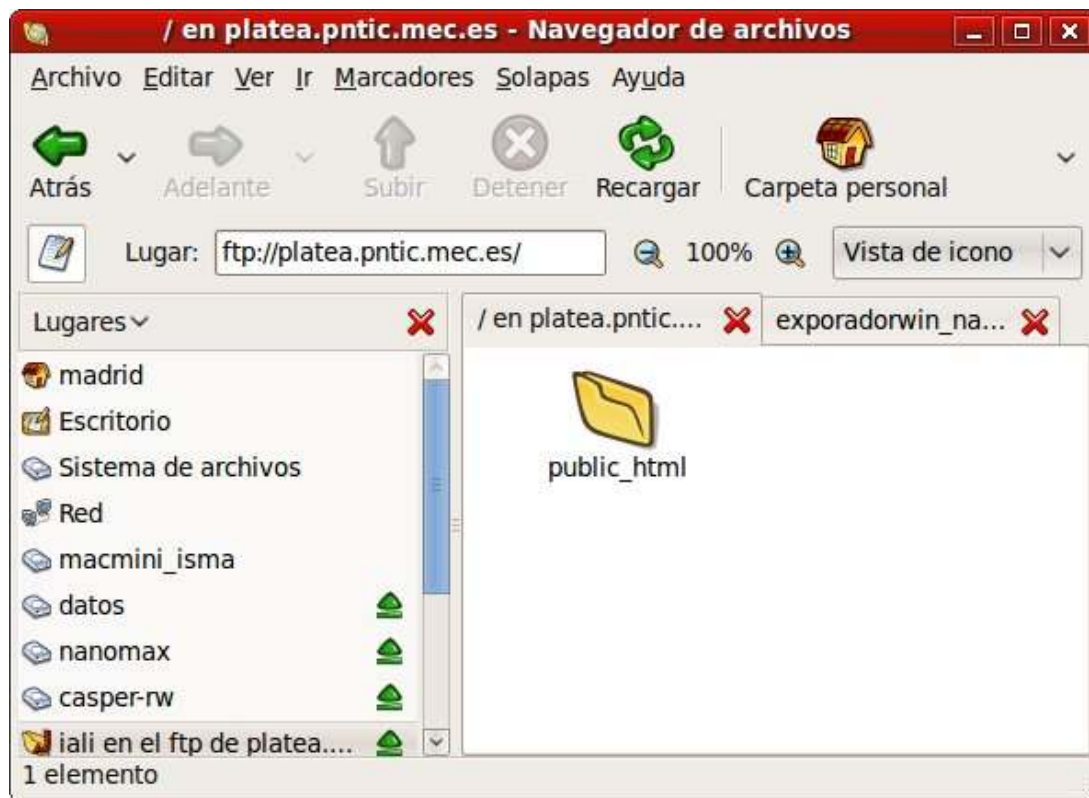 / en platea.pntic.mec.es - Navegador de archivos
Archivo Editar Ver Ir Marcadores Solapas Ayuda
Atrás Adelante Subir Detener Recargar Carpeta personal
Lugar: ftp://platea.pntic.mec.es/ 100% Vista de icono
Lugares / en platea.pntic.... exporadorwin_na...
madrid
Escritorio
Sistema de archivos
Red
macmini_isma
datos
nanomax
casper-rw
iali en el ftp de platea....
public_html
1 elemento